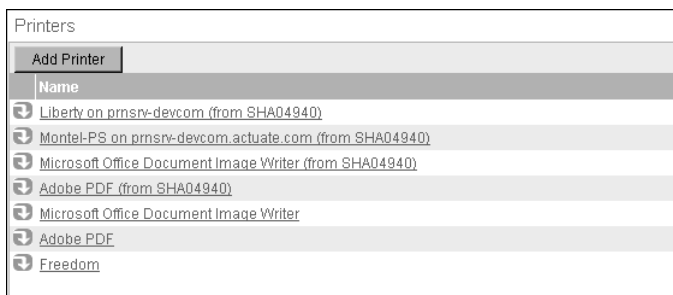 Printers
Add Printer
Name
Liberty on prnsrv-devcom (from SHA04940)
Montel-PS on prnsrv-devcom.actuate.com (from SHA04940)
Microsoft Office Document Image Writer (from SHA04940)
Adobe PDF (from SHA04940)
Microsoft Office Document Image Writer
Adobe PDF
Freedom